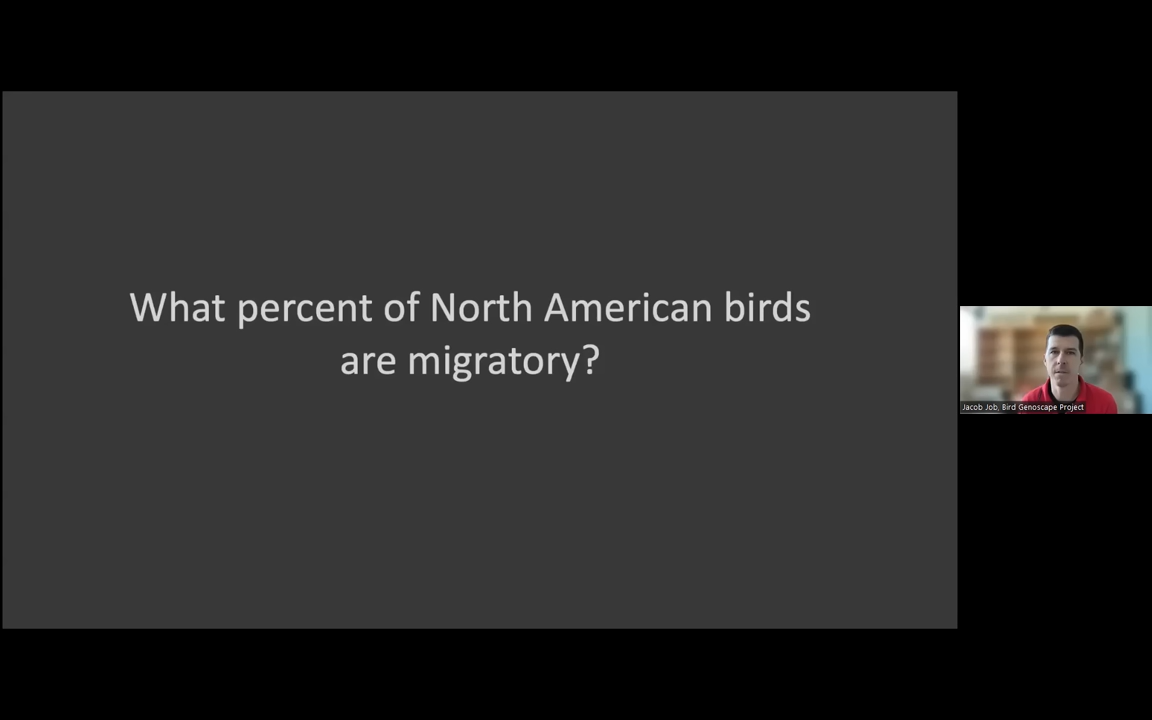 What percent of North American birds
are migratory?
Jacob Job, Bird Genoscape Project